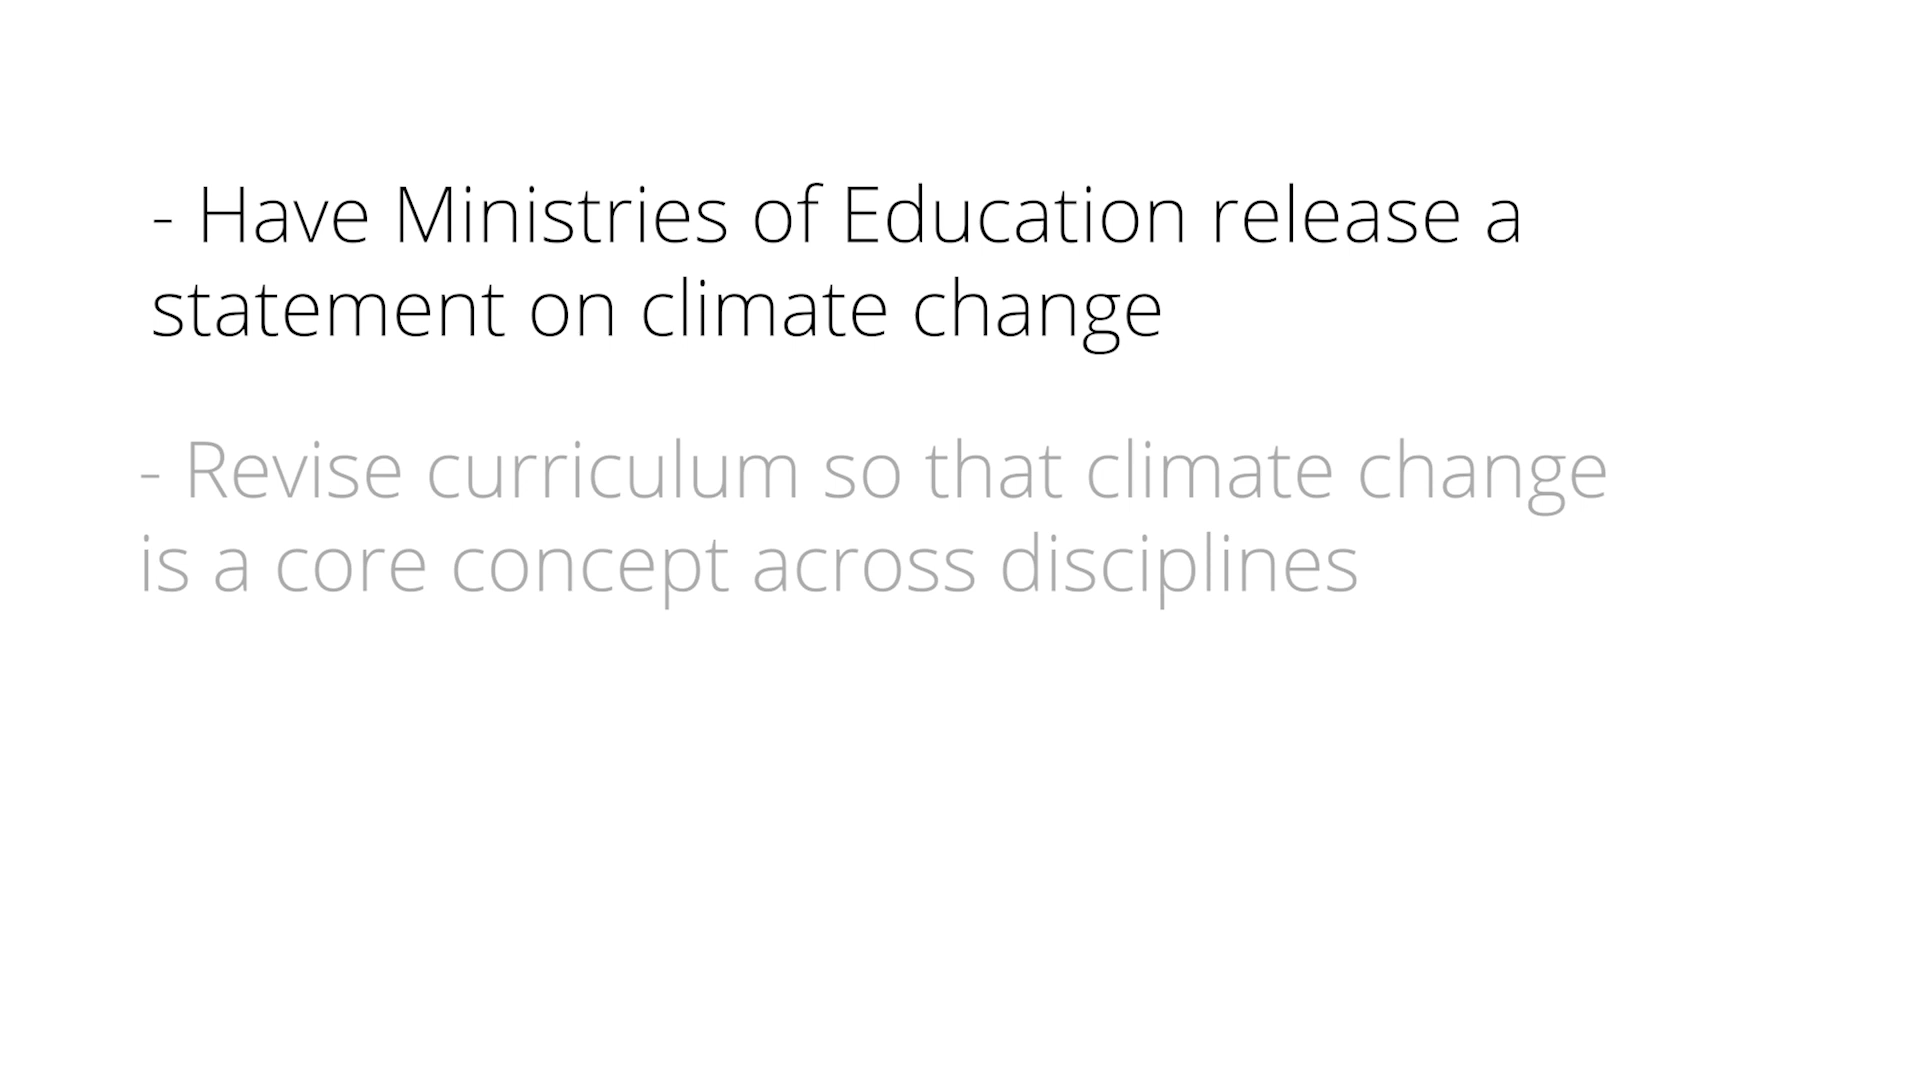 - Have Ministries of Education release a
statement on climate change
- Revise curriculum so that climate change
is a core concept across disciplines